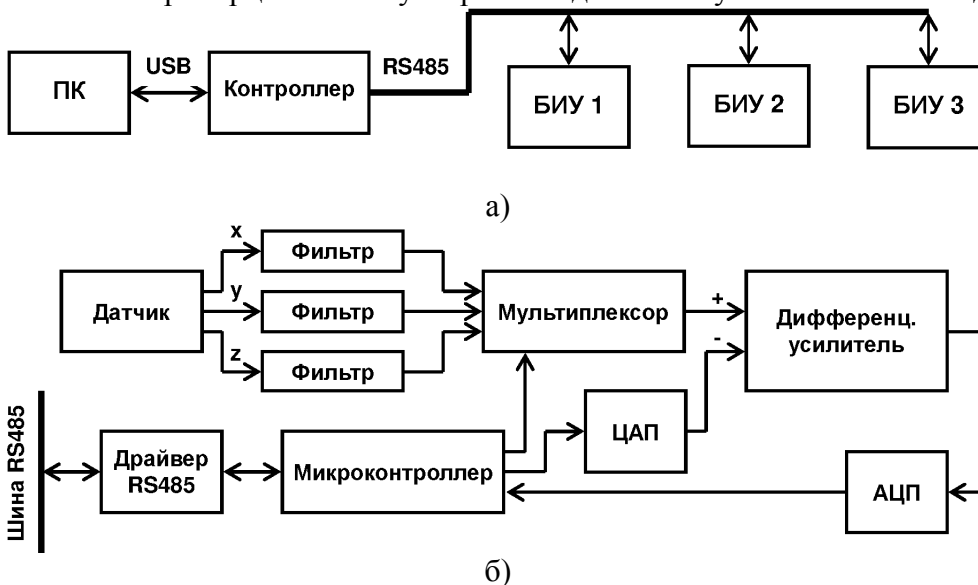 ПК
USB
Контроллер
RS485
БИУ 1
БИУ 2
БИУ 3
а)
x
Фильтр
y
Фильтр
z
Фильтр
Датчик
Мультиплексор
+
-
Дифференц.
усилитель
ЦАП
Шина RS485
Драйвер
RS485
Микроконтроллер
АЦП
б)